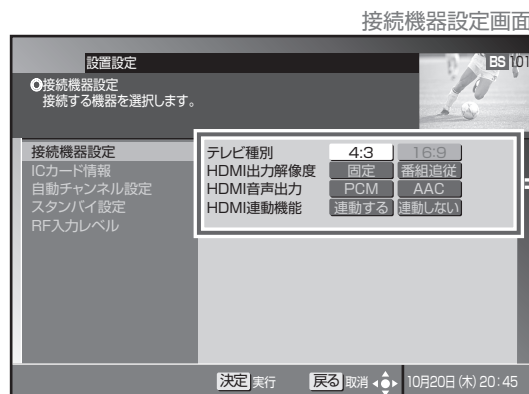 接続機器設定画面
設置設定
BS 101
接続機器設定
接続する機器を選択します。
接続機器設定
ICカード情報
自動チャンネル設定
スタンバイ設定
RF入力レベル
テレビ種別 4:3 16:9
HDMI出力解像度 固定 番組追従
HDMI音声出力 PCM AAC
HDMI連動機能 連動する 連動しない
決定 実行 戻る 取消 10月20日(木) 20:45